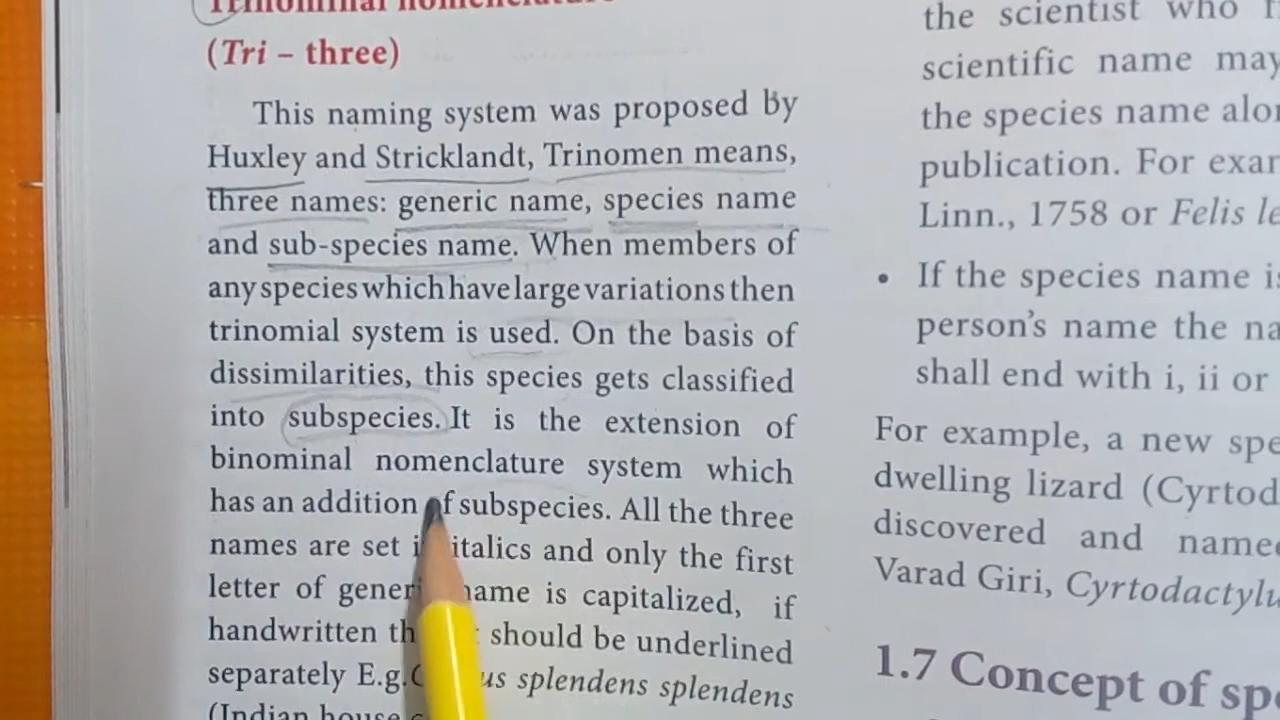 Trinominal nomenclature
(Tri – three)
This naming system was proposed by
Huxley and Stricklandt, Trinomen means,
three names: generic name, species name
and sub-species name. When members of
any species which have large variations then
trinomial system is used. On the basis of
dissimilarities, this species gets classified
into subspecies. It is the extension of
binominal nomenclature system which
has an addition of subspecies. All the three
names are set italics and only the first
letter of name is capitalized, if
handwritten should be underlined
separately E.g. splendens splendens
(Indian house
the scientist who
scientific name may
the species name
publication. For
Linn., 1758 or Felis
• If the species name
person's name the
shall end with i, ii or
For example, a new
dwelling lizard
discovered and
Varad Giri,
1.7 Concept of